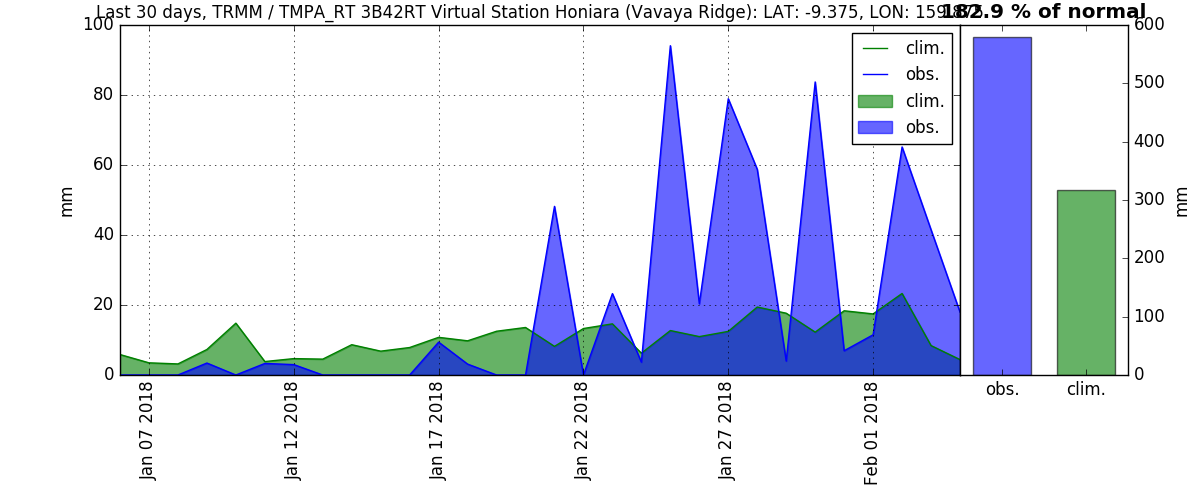 Last 30 days, TRMM / TMPA_RT 3B42RT Virtual Station Honiara (Vavaya Ridge): LAT: -9.375, LON:
182.9 % of normal
100
80
60
40
20
0
mm
clim.
obs.
clim.
obs.
600
500
400
300
200
100
0
mm
Jan 07 2018
Jan 12 2018
Jan 17 2018
Jan 22 2018
Jan 27 2018
Feb 01 2018
obs.
clim.